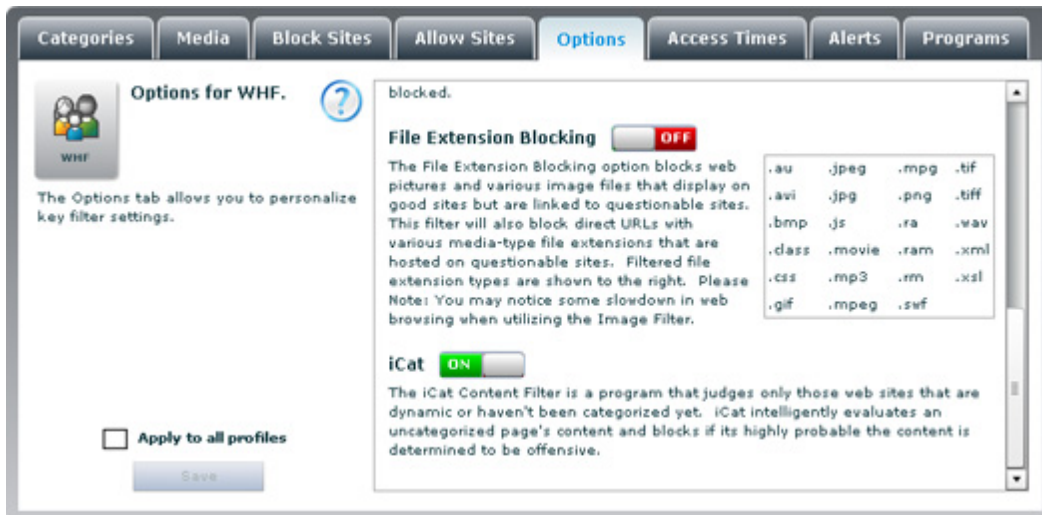 Categories Media Block Sites Allow Sites Options Access Times Alerts Programs
WHF
Options for WHF.
?
The Options tab allows you to personalize
key filter settings.
Apply to all profiles
Save
blocked.
File Extension Blocking OFF
The File Extension Blocking option blocks web
pictures and various image files that display on
good sites but are linked to questionable sites.
This filter will also block direct URLs with
various media-type file extensions that are
hosted on questionable sites. Filtered file
extension types are shown to the right. Please
Note: You may notice some slowdown in web
browsing when utilizing the Image Filter.
.au .jpeg .mpg .tif
.avi .jpg .png .tiff
.bmp .js .ra .wav
.class .movie .ram .xml
.css .mp3 .rm .xsl
.gif .mpeg .swf
iCat ON
The iCat Content Filter is a program that judges only those web sites that are
dynamic or haven't been categorized yet. iCat intelligently evaluates an
uncategorized page's content and blocks if its highly probable the content is
determined to be offensive.